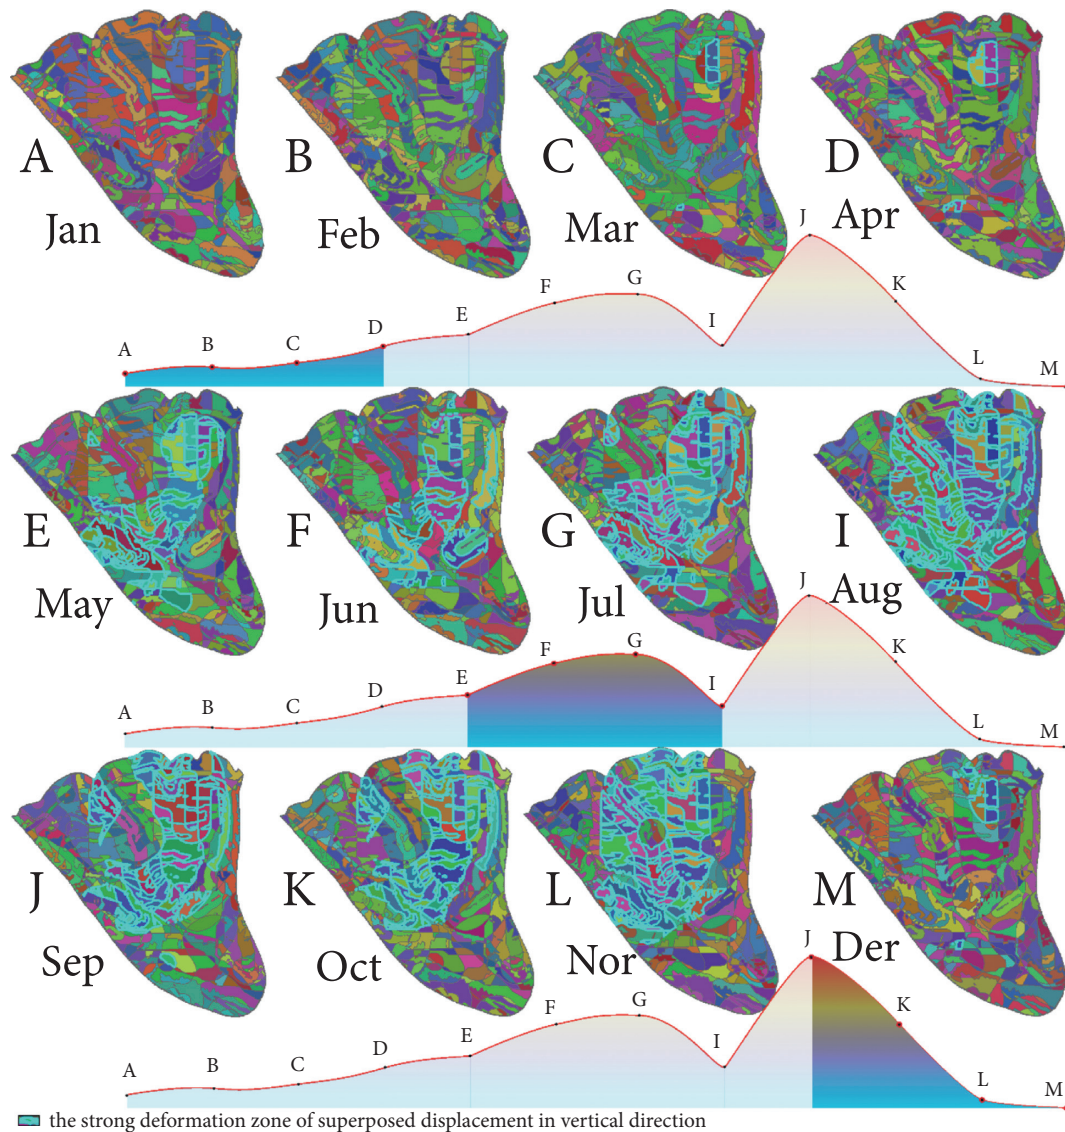 A
Jan
B
Feb
C
Mar
D
Apr
A
B
C
D
E
F
G
I
J
K
L
M
E
May
F
Jun
G
Jul
I
Aug
A
B
C
D
E
F
G
I
J
K
L
M
J
Sep
K
Oct
L
Nor
M
Der
A
B
C
D
E
F
G
I
J
K
L
M
the strong deformation zone of superposed displacement in vertical direction